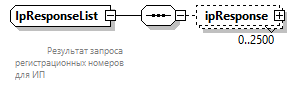 IpResponseList
ipResponse
0..2500
Результат запроса
регистрационных номеров
для ИП